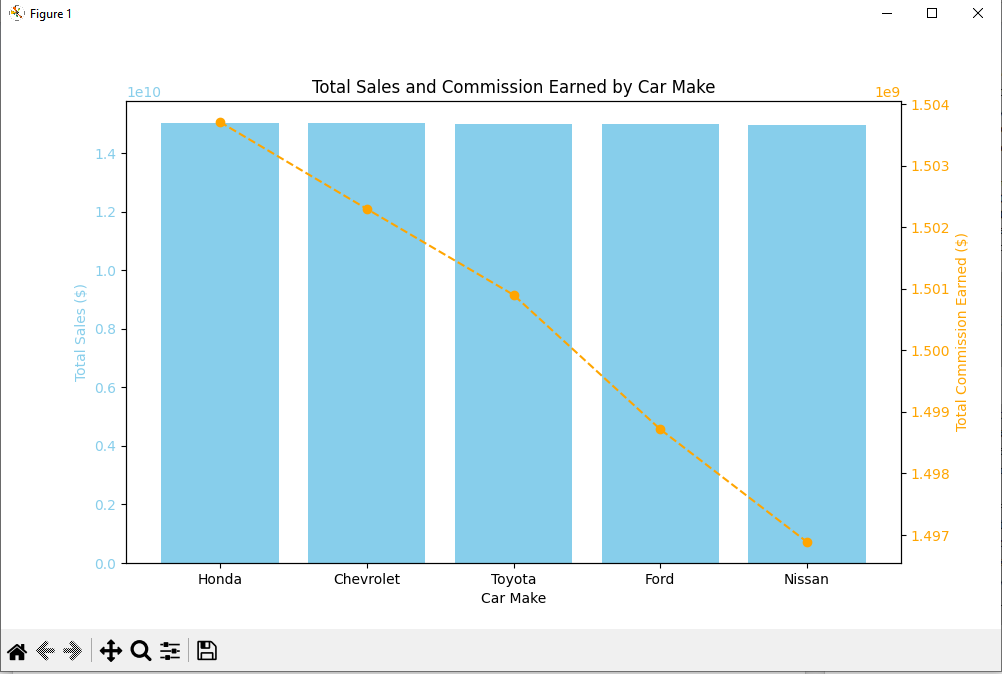 Figure 1
Total Sales and Commission Earned by Car Make
1e10
1e9
1.4
1.2
1.0
0.8
0.6
0.4
0.2
0.0
Total Sales ($)
1.504
1.503
1.502
1.501
1.500
1.499
1.498
1.497
Total Commission Earned ($)
Honda Chevrolet Toyota Ford Nissan
Car Make